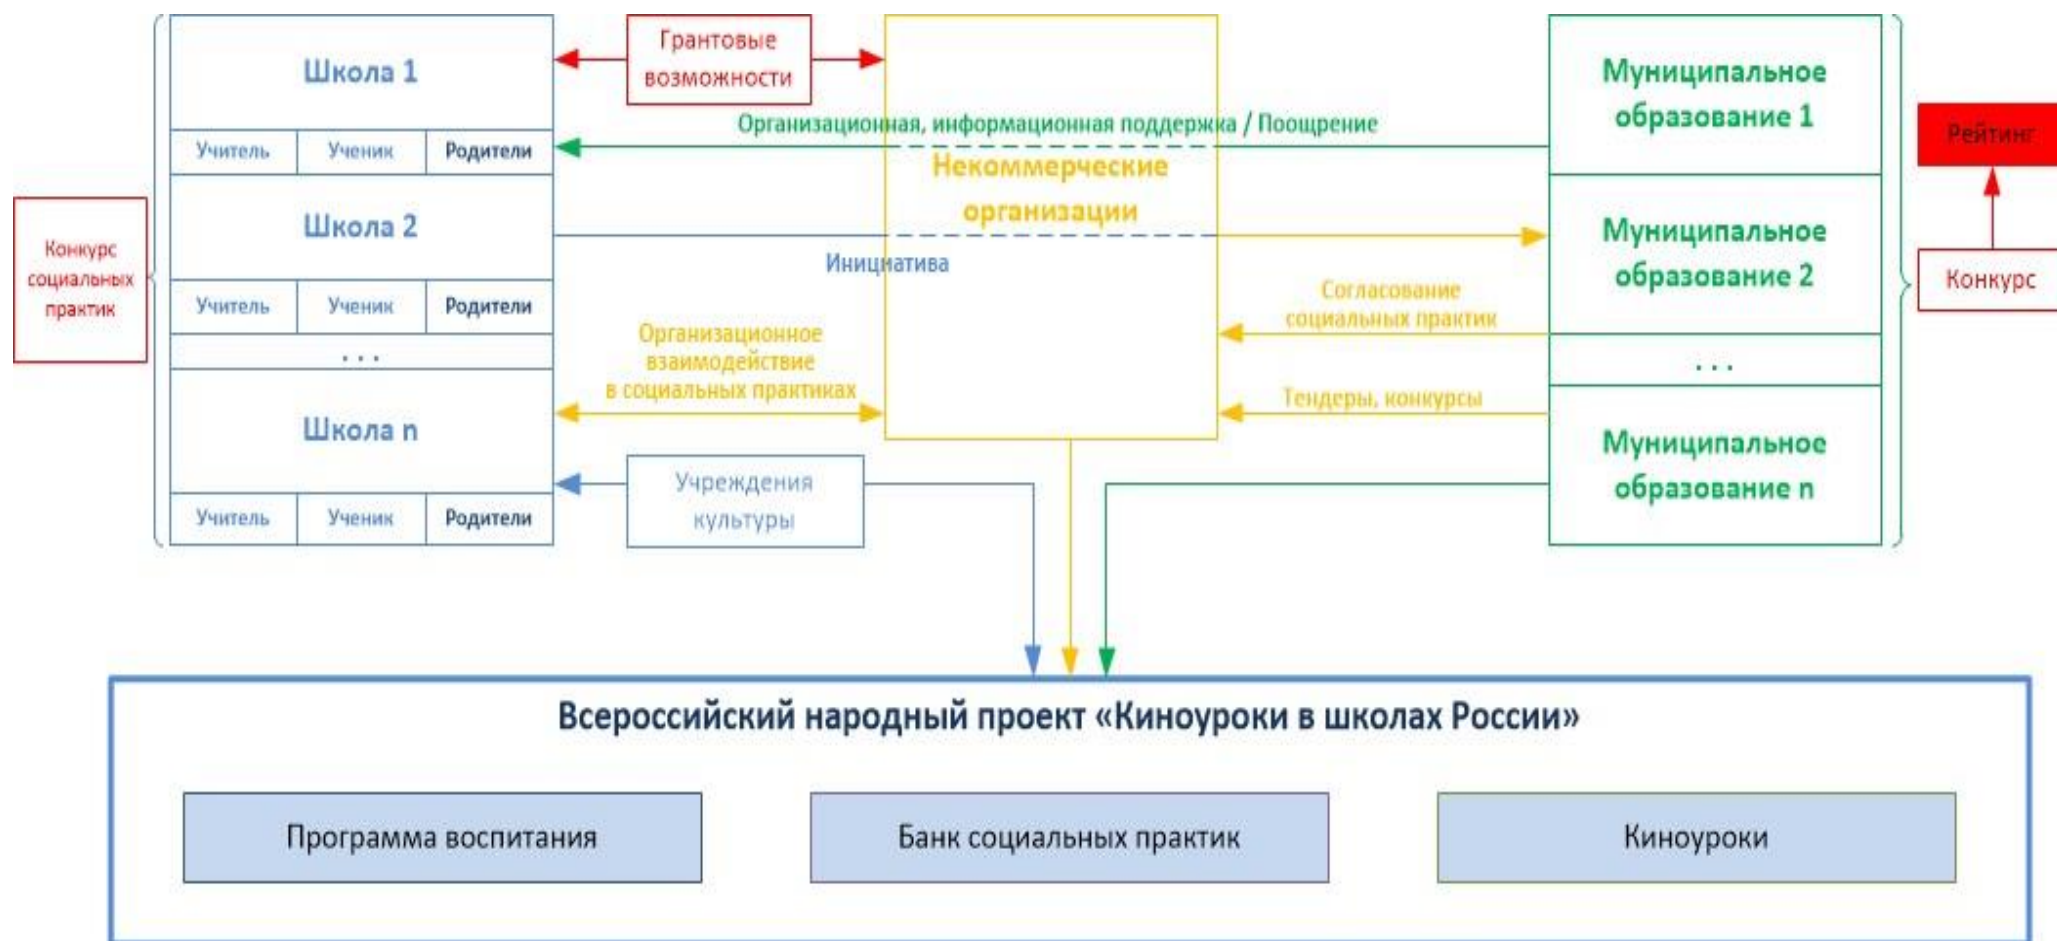 Школа 1
Учитель
Ученик
Родители
Школа 2
Учитель
Ученик
Родители
. . .
Школа n
Учитель
Ученик
Родители
Конкурс
социальных
практик
Грантовые
возможности
Организационная, информационная поддержка / Поощрение
Некоммерческие
организации
Инициатива
Организационное
взаимодействие
в социальных практиках
Согласование
социальных практик
Тендеры, конкурсы
Учреждения
культуры
Муниципальное
образование 1
Муниципальное
образование 2
. . .
Муниципальное
образование n
Рейтинг
Конкурс
Всероссийский народный проект «Киноуроки в школах России»
Программа воспитания
Банк социальных практик
Киноуроки